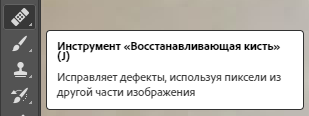 Инструмент «Восстанавливающая кисть»
(J)
Исправляет дефекты, используя пиксели из
другой части изображения